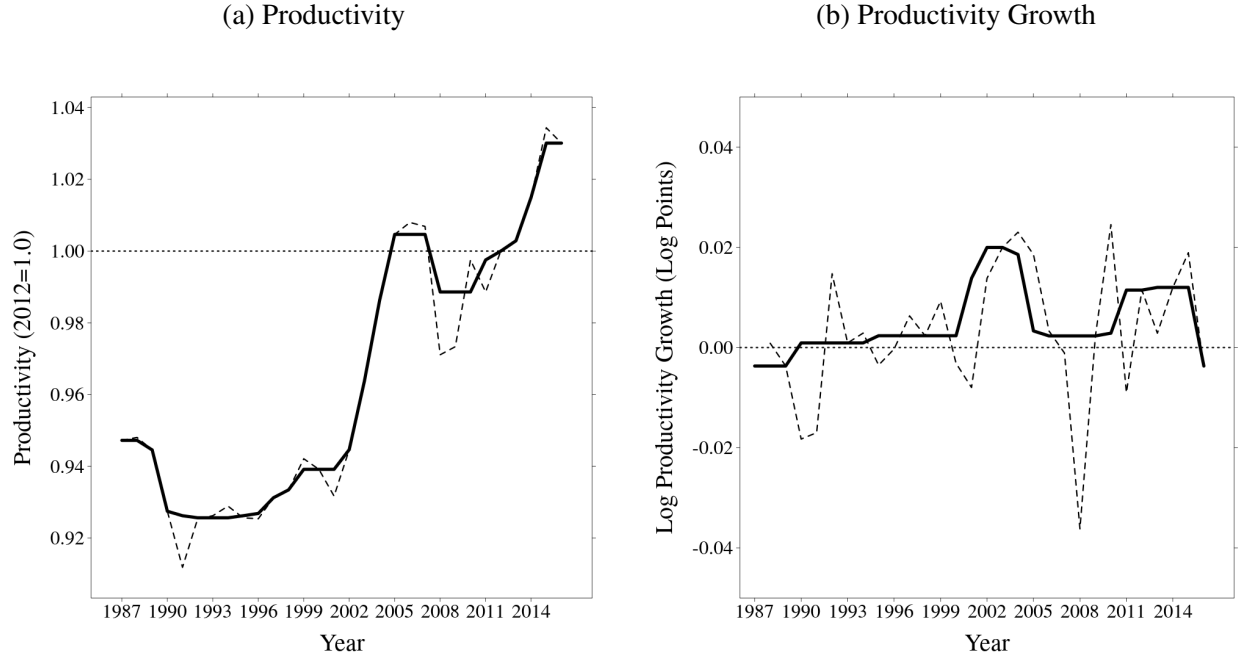 (a) Productivity
Productivity (2012=1.0)
1.04
1.02
1.00
0.98
0.96
0.94
0.92
1987 1990 1993 1996 1999 2002 2005 2008 2011 2014
Year
(b) Productivity Growth
Log Productivity Growth (Log Points)
0.04
0.02
0.00
-0.02
-0.04
1987 1990 1993 1996 1999 2002 2005 2008 2011 2014
Year